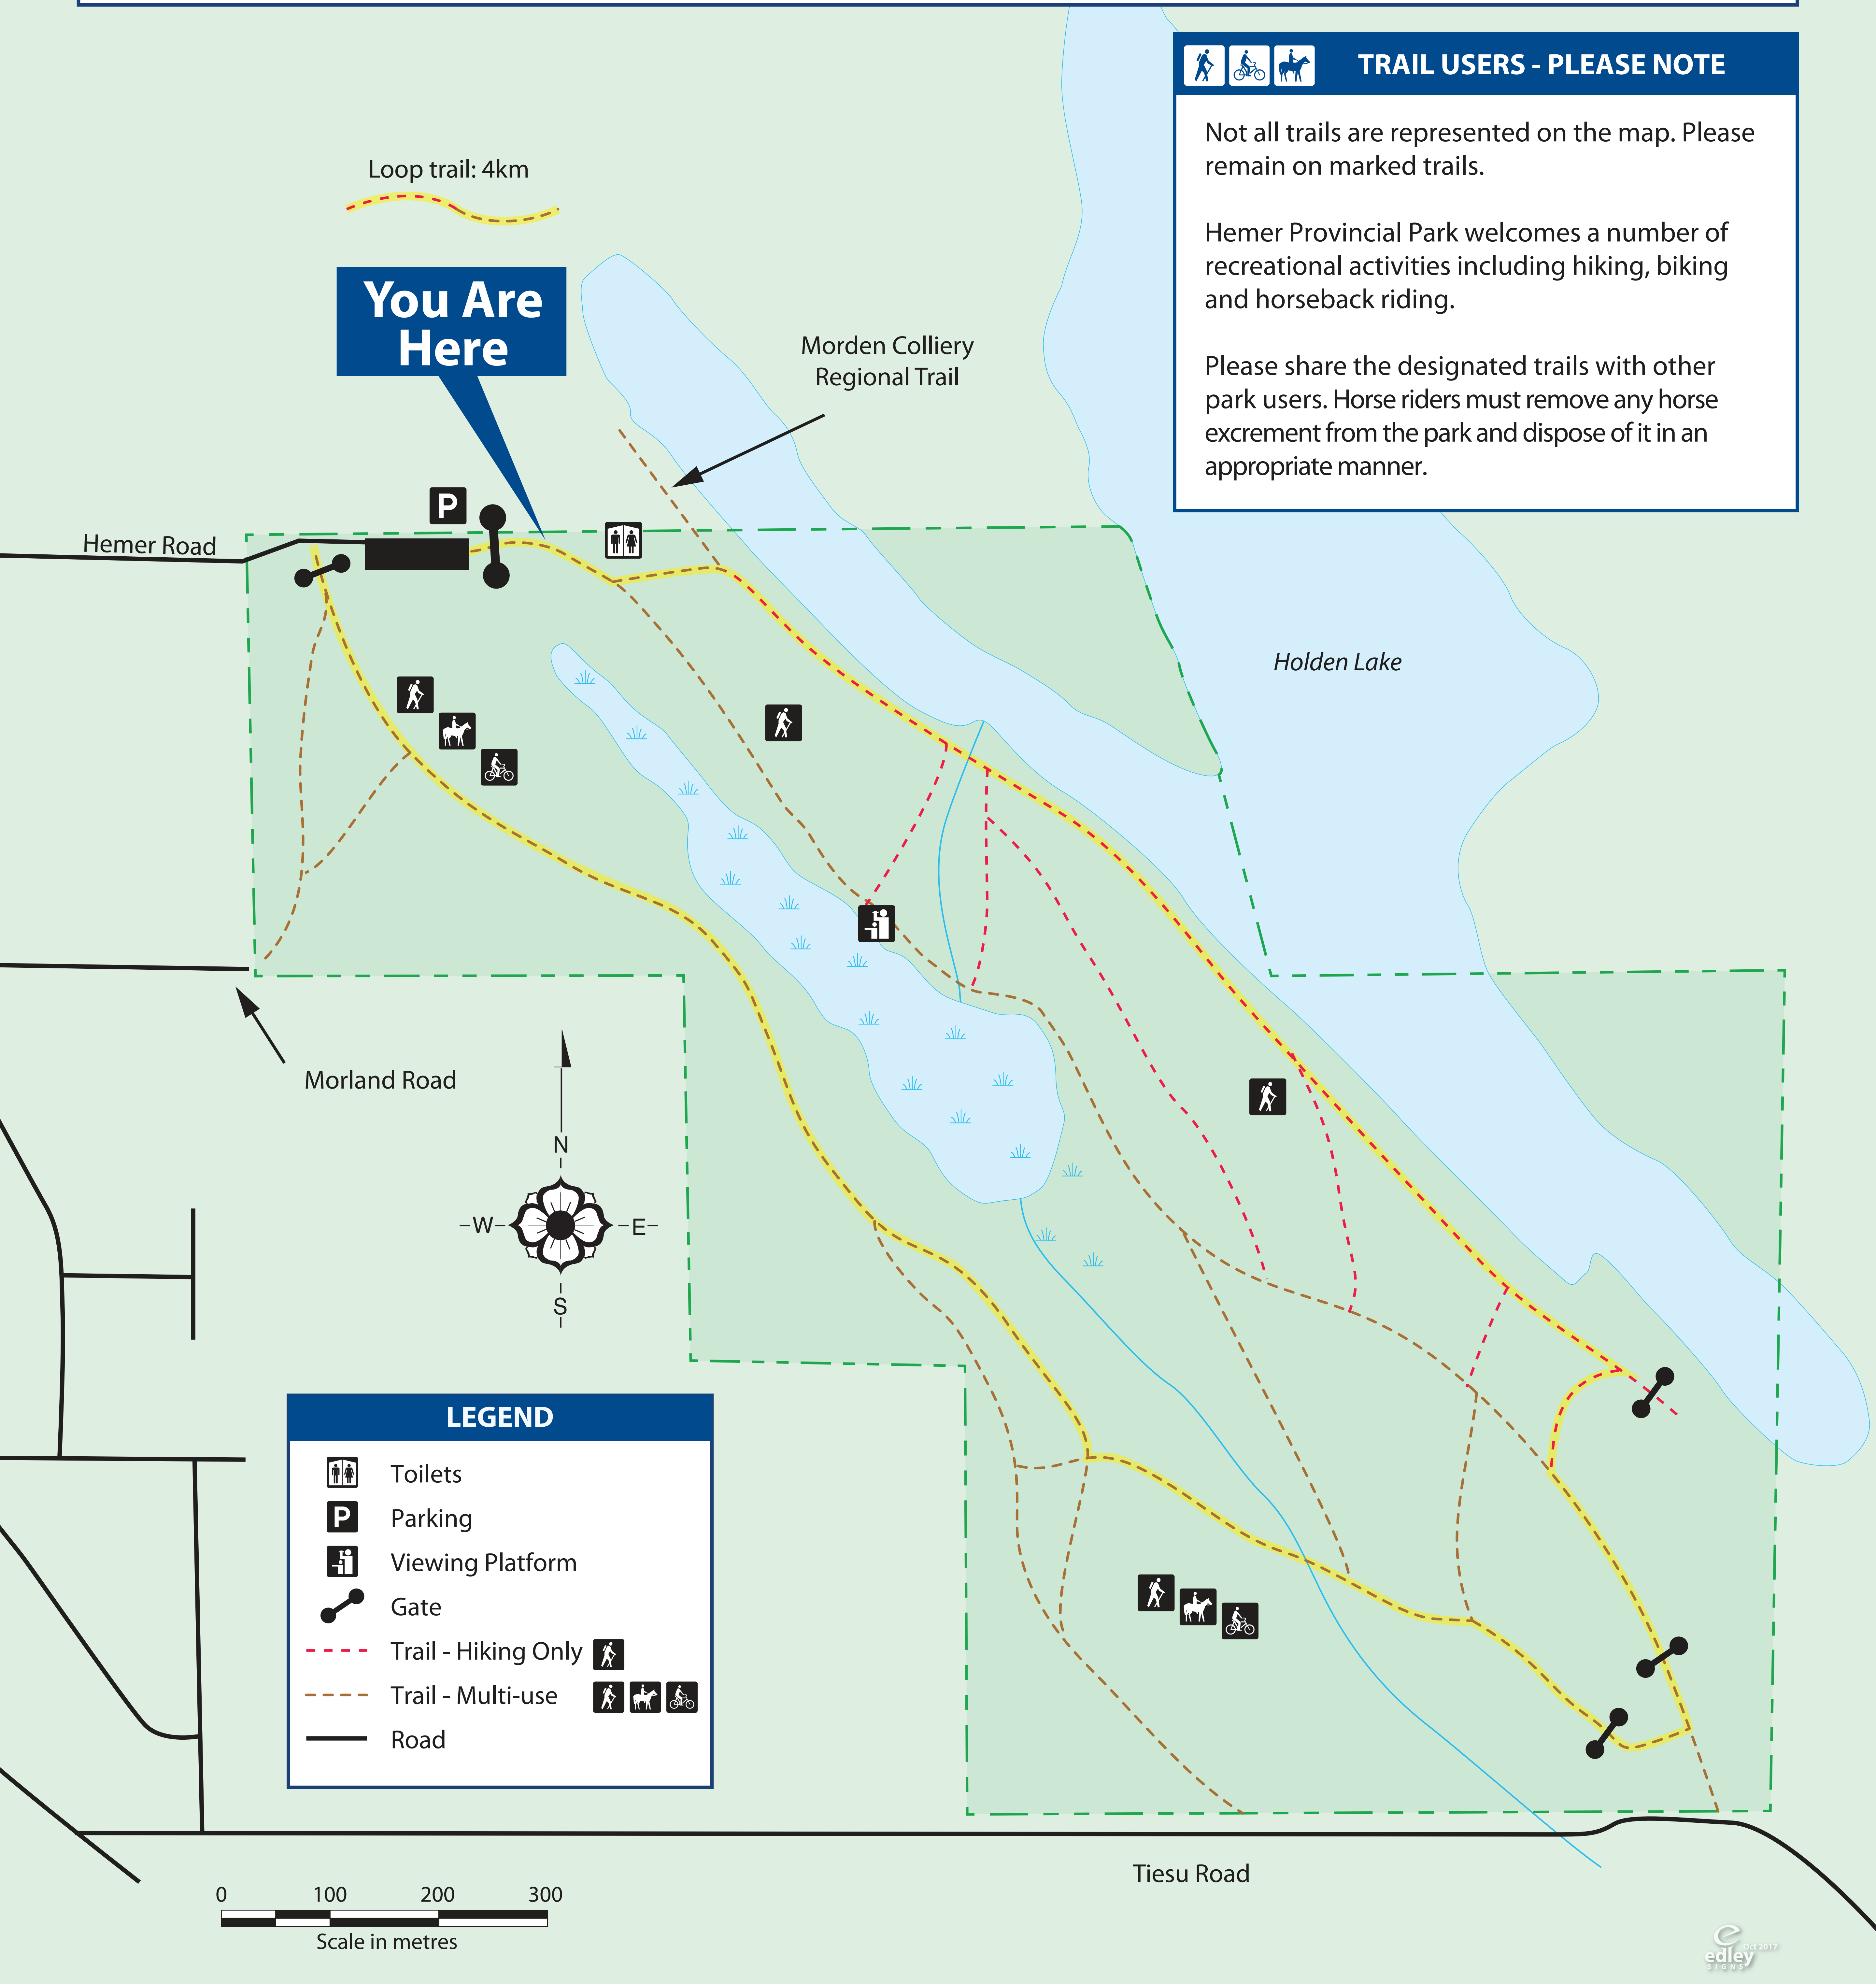 TRAIL USERS - PLEASE NOTE
Not all trails are represented on the map. Please
remain on marked trails.
Hemer Provincial Park welcomes a number of
recreational activities including hiking, biking
and horseback riding.
Please share the designated trails with other
park users. Horse riders must remove any horse
excrement from the park and dispose of it in an
appropriate manner.
Loop trail: 4km
You Are
Here
Morden Colliery
Regional Trail
P
Hemer Road
Holden Lake
Morland Road
N
W
E
S
LEGEND
Toilets
P Parking
Viewing Platform
Gate
Trail - Hiking Only
Trail - Multi-use
Road
Tiesu Road
0 100 200 300
Scale in metres
e
edley Oct 2017
SIGNS